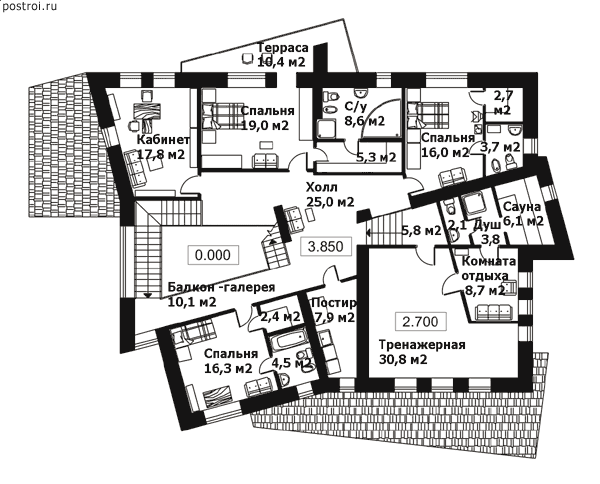 postroi.ru
Терраса
10,4 м2
Спальня
19,0 м2
С/у
8,6м2
2,7
м2
Кабинет
17,8 м2
Спальня
16,0 м2
3,7 м2
5,3 м2
Холл
25,0 м2
Сауна
6,1 м2
2,1
Душ
3,8
5,8 м2
0.000
3.850
Комната
отдыха
8,7 м2
Балкон -галерея
10,1 м2
2,4 м2
Постир
7,9 м2
2.700
Спальня
16,3 м2
4,5 м2
Тренажерная
30,8 м2